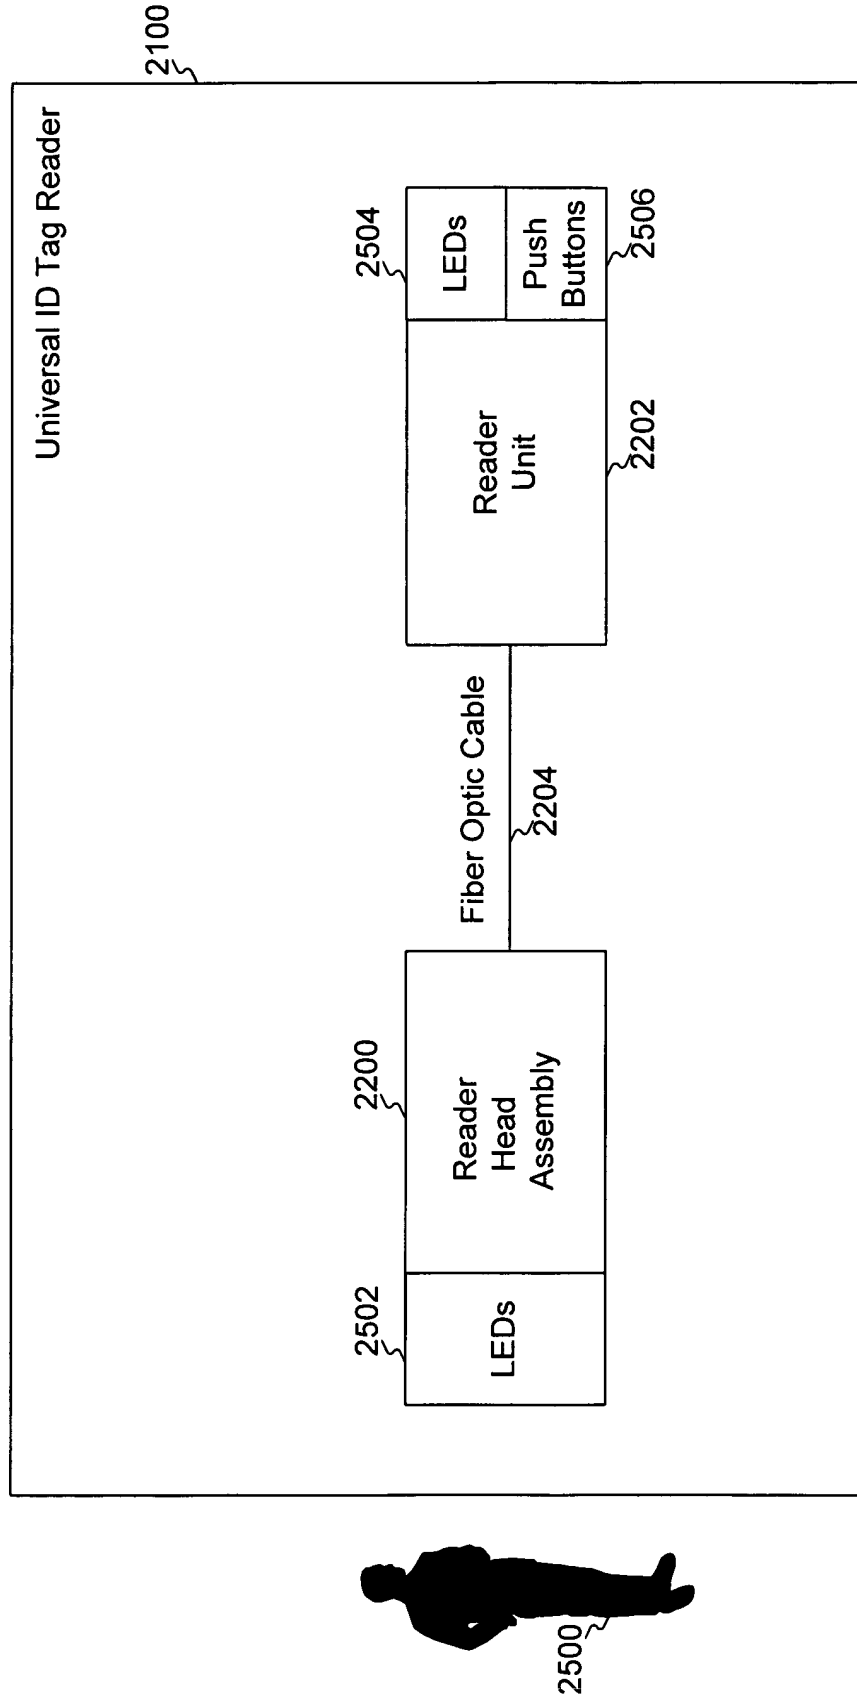 Universal ID Tag Reader
2100
2502
2200
2504
LEDs
Reader
Head
Assembly
Fiber Optic Cable
2204
Reader
Unit
LEDs
Push
Buttons
2500
2202
2506